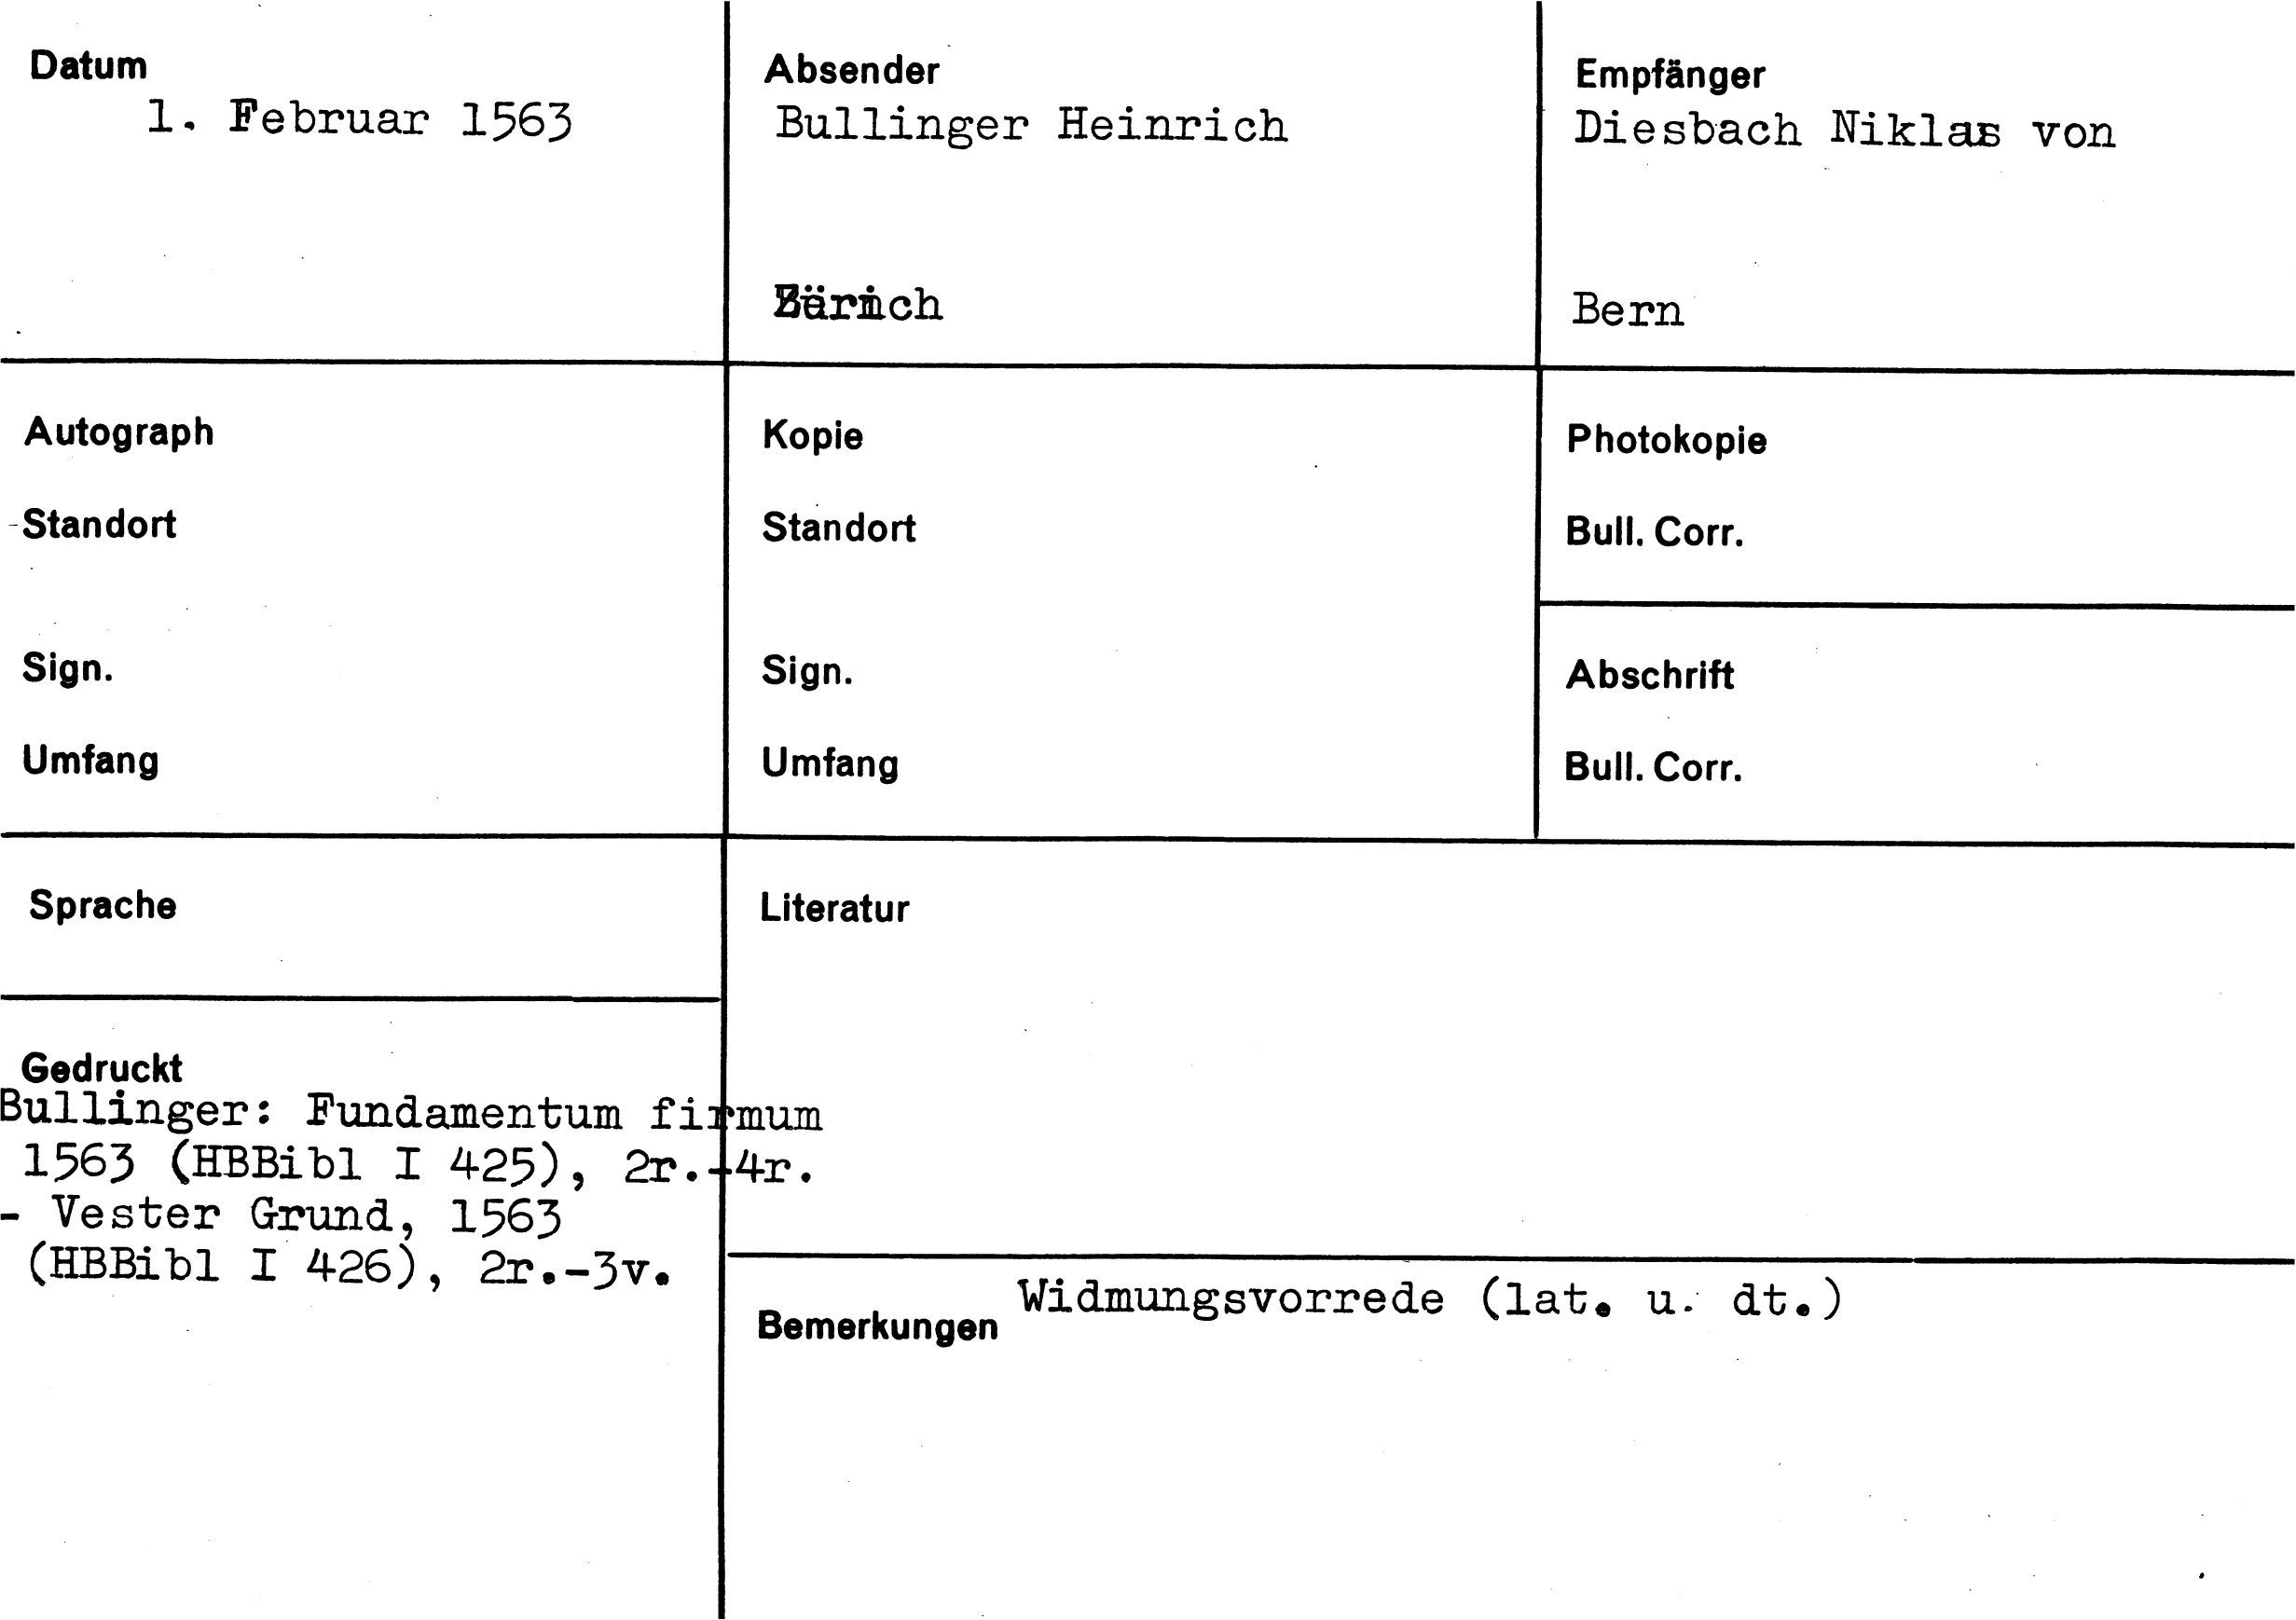 Datum
1. Februar 1563
Absender
Bullinger Heinrich
Zürich
Empfänger
Diesbach Niklas von
Bern
Autograph
Standort
Sign.
Umfang
Kopie
Standort
Sign.
Umfang
Photokopie
Bull. Corr.
Abschrift
Bull. Corr.
Sprache
Literatur
Gedruckt
Bullinger: Fundamentum firmum
1563 (HBBibl I 425), 2r.-4r.
- Vester Grund, 1563
(HBBibl I 426), 2r.-3v.
Widmungsvorrede (lat. u. dt.)
Bemerkungen